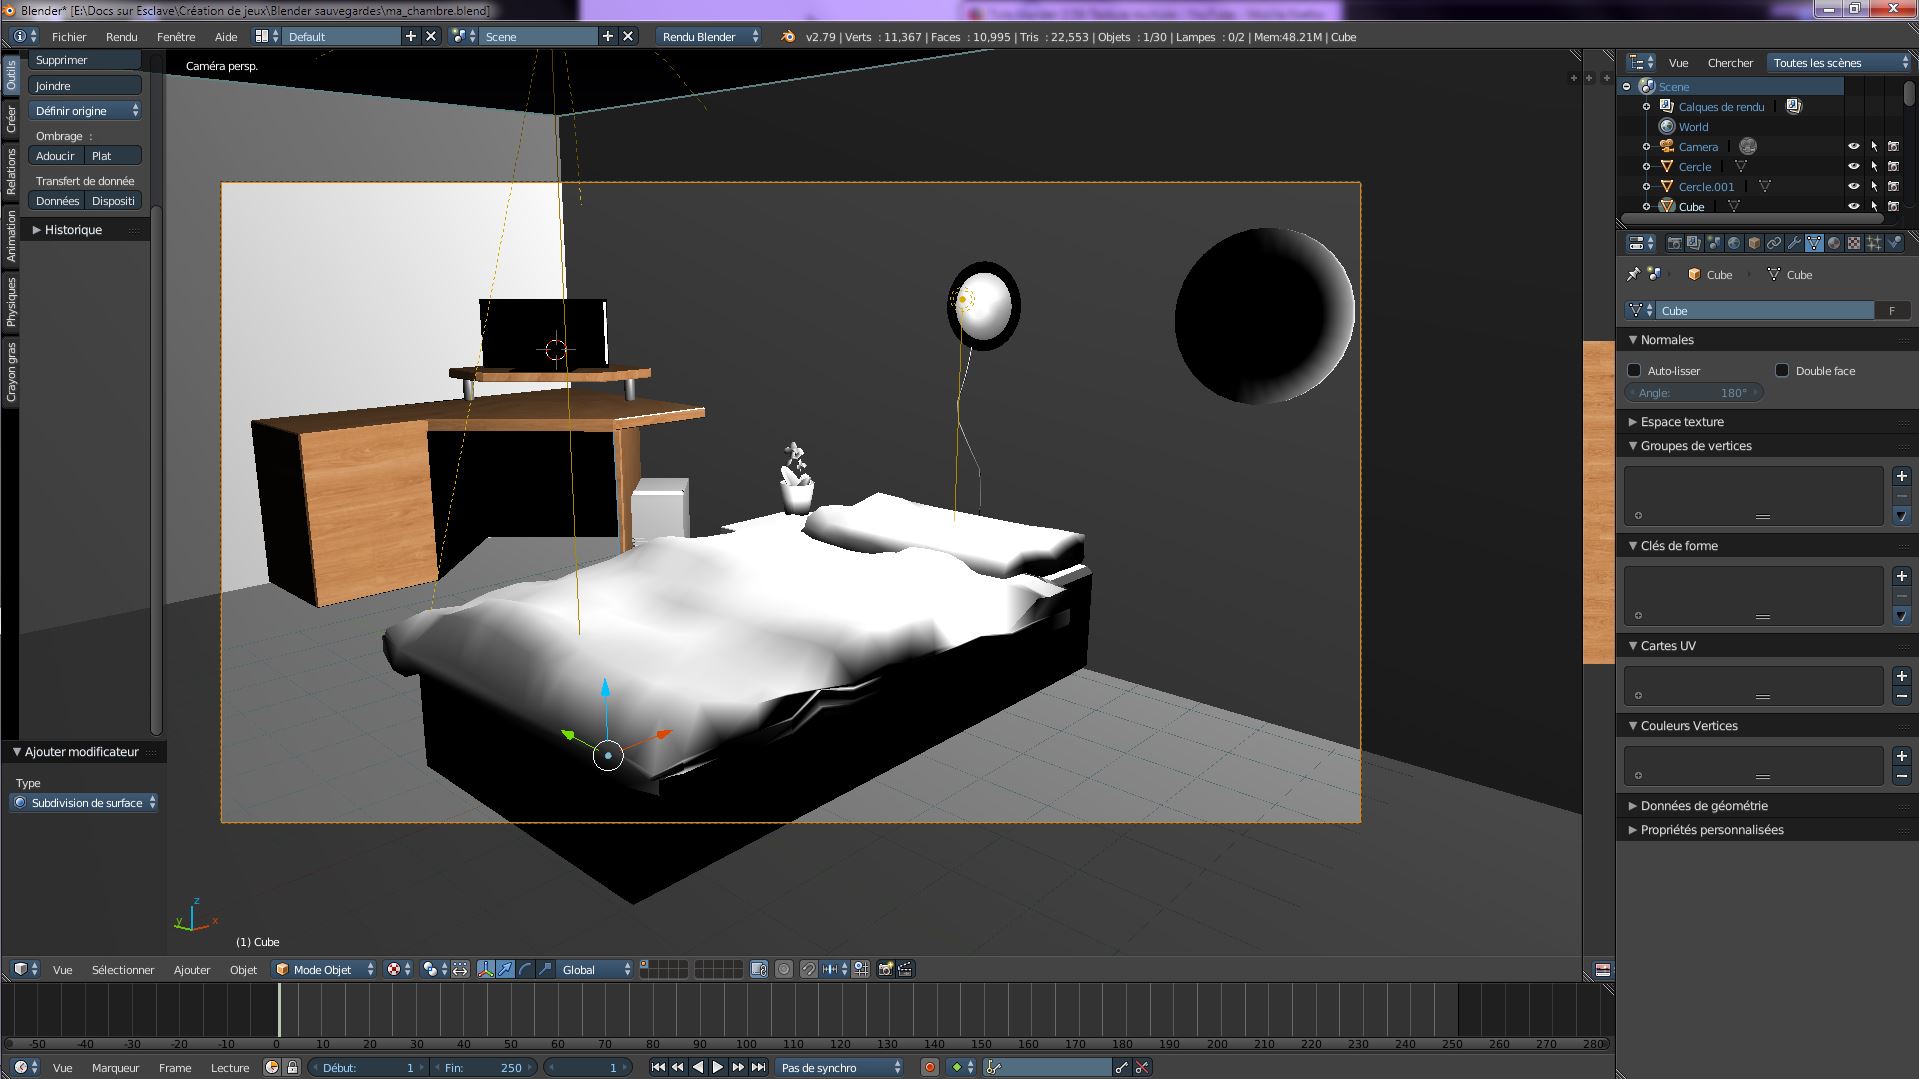 Blender* [E:\Docs sur Esclave\Création de jeux\Blender sauvegardes\ma_chambre.blend]
Fichier Rendu Fenêtre Aide Default Scene Rendu Blender v2.79 | Verts : 11,367 | Faces : 10,995 | Tris : 22,553 | Objets : 1/30 | Lampes : 0/2 | Mem:48.21M | Cube
Supprimer
Joindre
Définir origine
Ombrage :
Adoucir Plat
Transfert de donnée
Données Dispositi
Historique
Outils
Créer
Relations
Animation
Physiques
Crayon gras
Ajouter modificateur
Type
Subdivision de surface
Caméra persp.
z
y
x
(1) Cube
Vue Sélectionner Ajouter Objet Mode Objet Global
Vue Chercher Toutes les scènes
Scene
Calques de rendu
World
Camera
Cercle
Cercle.001
Cube
Cube Cube
Cube F
Normales
Auto-lisser Double face
Angle: 180°
Espace texture
Groupes de vertices
Clés de forme
Cartes UV
Couleurs Vertices
Données de géométrie
Propriétés personnalisées
-50 -40 -30 -20 -10 0 10 20 30 40 50 60 70 80 90 100 110 120 130 140 150 160 170 180 190 200 210 220 230 240 250 260 270 280
Vue Marqueur Frame Lecture Début: 1 Fin: 250 1 Pas de synchro